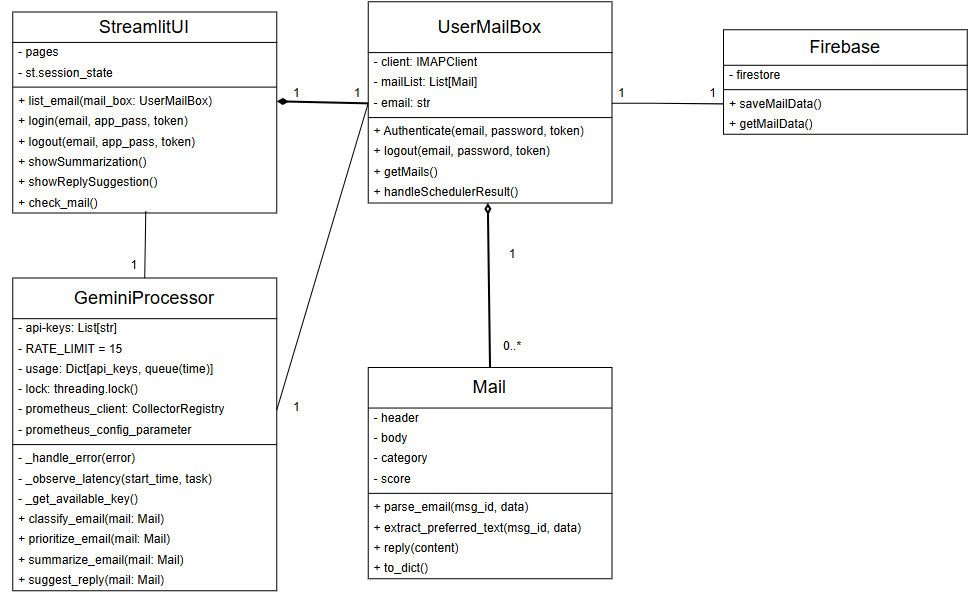 StreamlitUI
- pages
- st.session_state
+ list_email(mail_box: UserMailBox)
+ login(email, app_pass, token)
+ logout(email, app_pass, token)
+ showSummarization()
+ showReplySuggestion()
+ check_mail()
1
1
UserMailBox
- client: IMAPClient
- mailList: List[Mail]
- email: str
+ Authenticate(email, password, token)
+ logout(email, password, token)
+ getMails()
+ handleSchedulerResult()
1
1
Firebase
- firestore
+ saveMailData()
+ getMailData()
1
GeminiProcessor
- api-keys: List[str]
- RATE_LIMIT = 15
- usage: Dict[api_keys, queue(time)]
- lock: threading.lock()
- prometheus_client: CollectorRegistry
- prometheus_config_parameter
- _handle_error(error)
- _observe_latency(start_time, task)
- _get_available_key()
+ classify_email(mail: Mail)
+ prioritize_email(mail: Mail)
+ summarize_email(mail: Mail)
+ suggest_reply(mail: Mail)
1
1
0..*
Mail
- header
- body
- category
- score
+ parse_email(msg_id, data)
+ extract_preferred_text(msg_id, data)
+ reply(content)
+ to_dict()